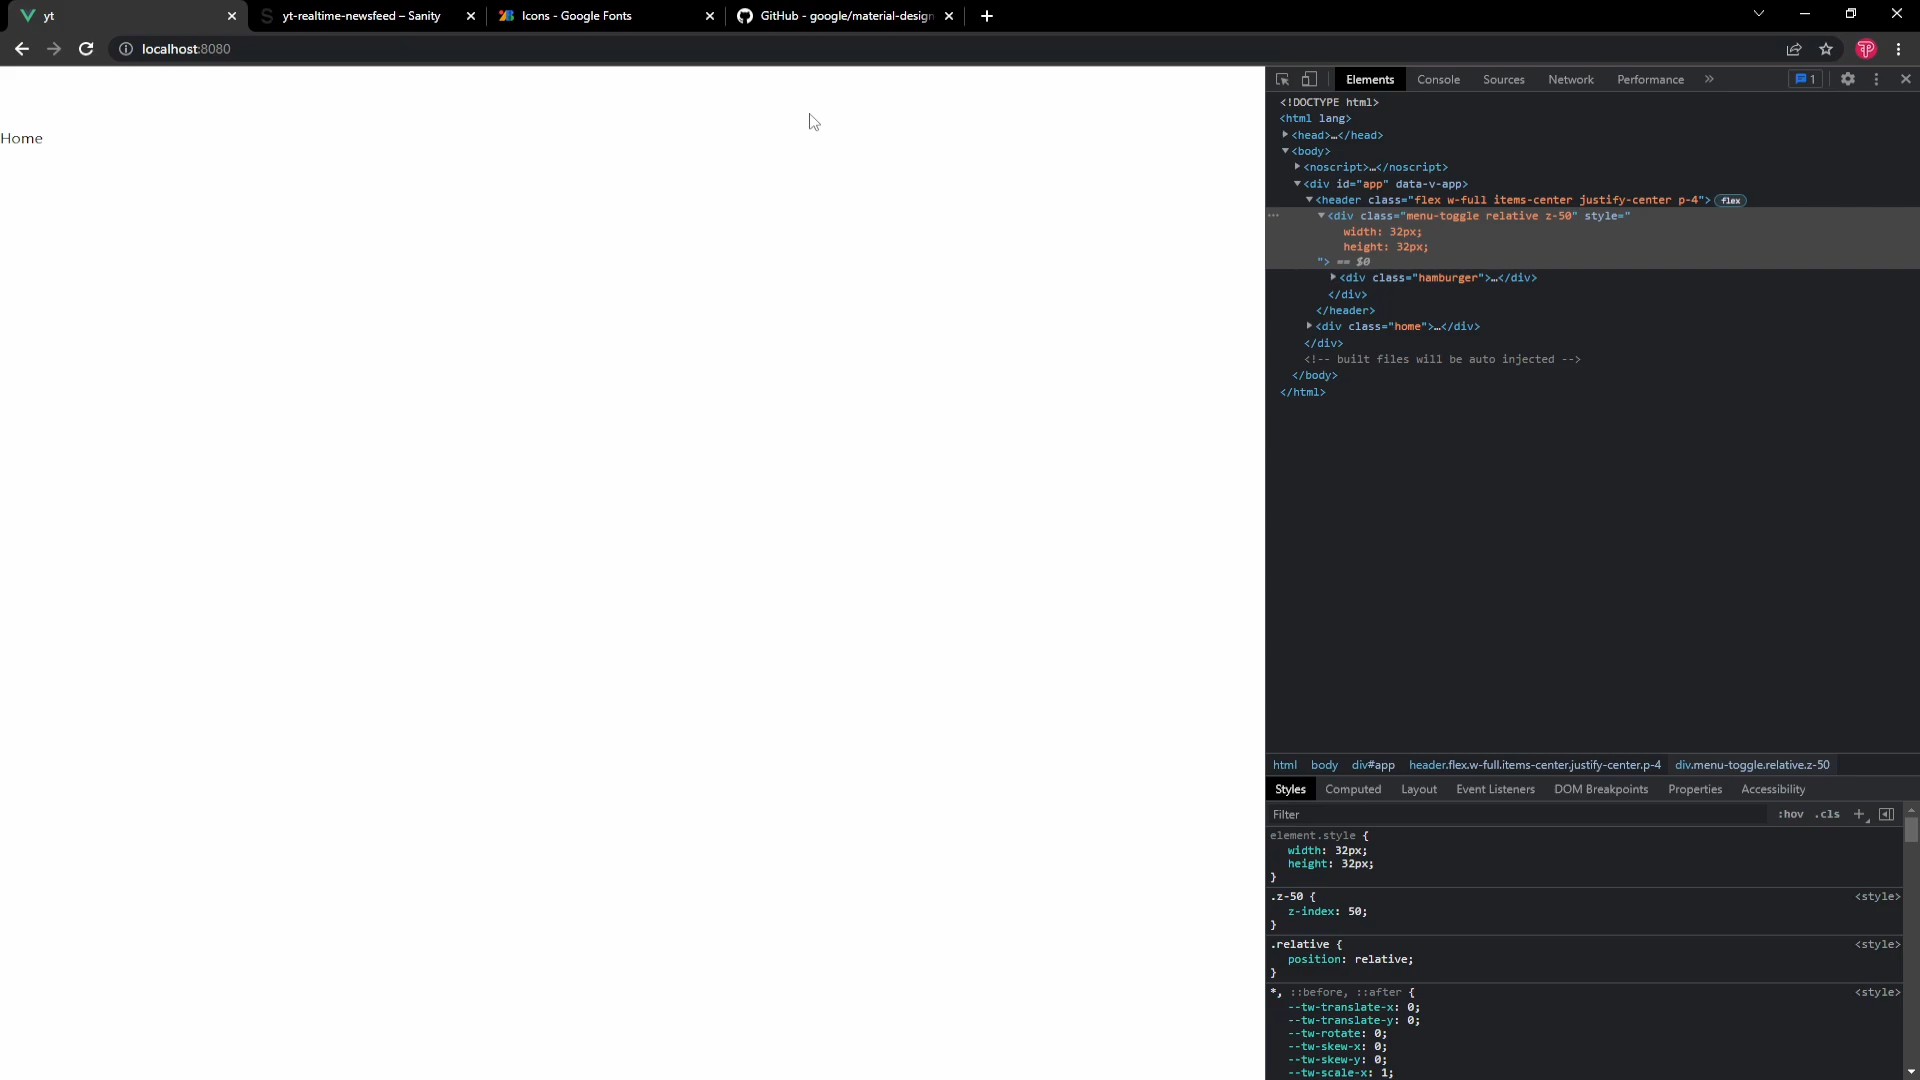 yt
yt-realtime-newsfeed – Sanity
Icons - Google Fonts
GitHub - google/material-design
localhost:8080
Home
Elements
Console
Sources
Network
Performance
1
<!DOCTYPE html>
<html lang>
<head>…</head>
<body>
<noscript>…</noscript>
<div id="app" data-v-app>
<header class="flex w-full items-center justify-center p-4"> flex
<div class="menu-toggle relative z-50" style="
width: 32px;
height: 32px;
"> == $0
<div class="hamburger">…</div>
</div>
</header>
<div class="home">…</div>
</div>
<!-- built files will be auto injected -->
</body>
</html>
html body div#app header.flex.w-full.items-center.justify-center.p-4 div.menu-toggle.relative.z-50
Styles Computed Layout Event Listeners DOM Breakpoints Properties Accessibility
Filter :hov .cls
element.style {
width: 32px;
height: 32px;
}
.z-50 { <style>
z-index: 50;
}
.relative { <style>
position: relative;
}
*, ::before, ::after { <style>
--tw-translate-x: 0;
--tw-translate-y: 0;
--tw-rotate: 0;
--tw-skew-x: 0;
--tw-skew-y: 0;
--tw-scale-x: 1;